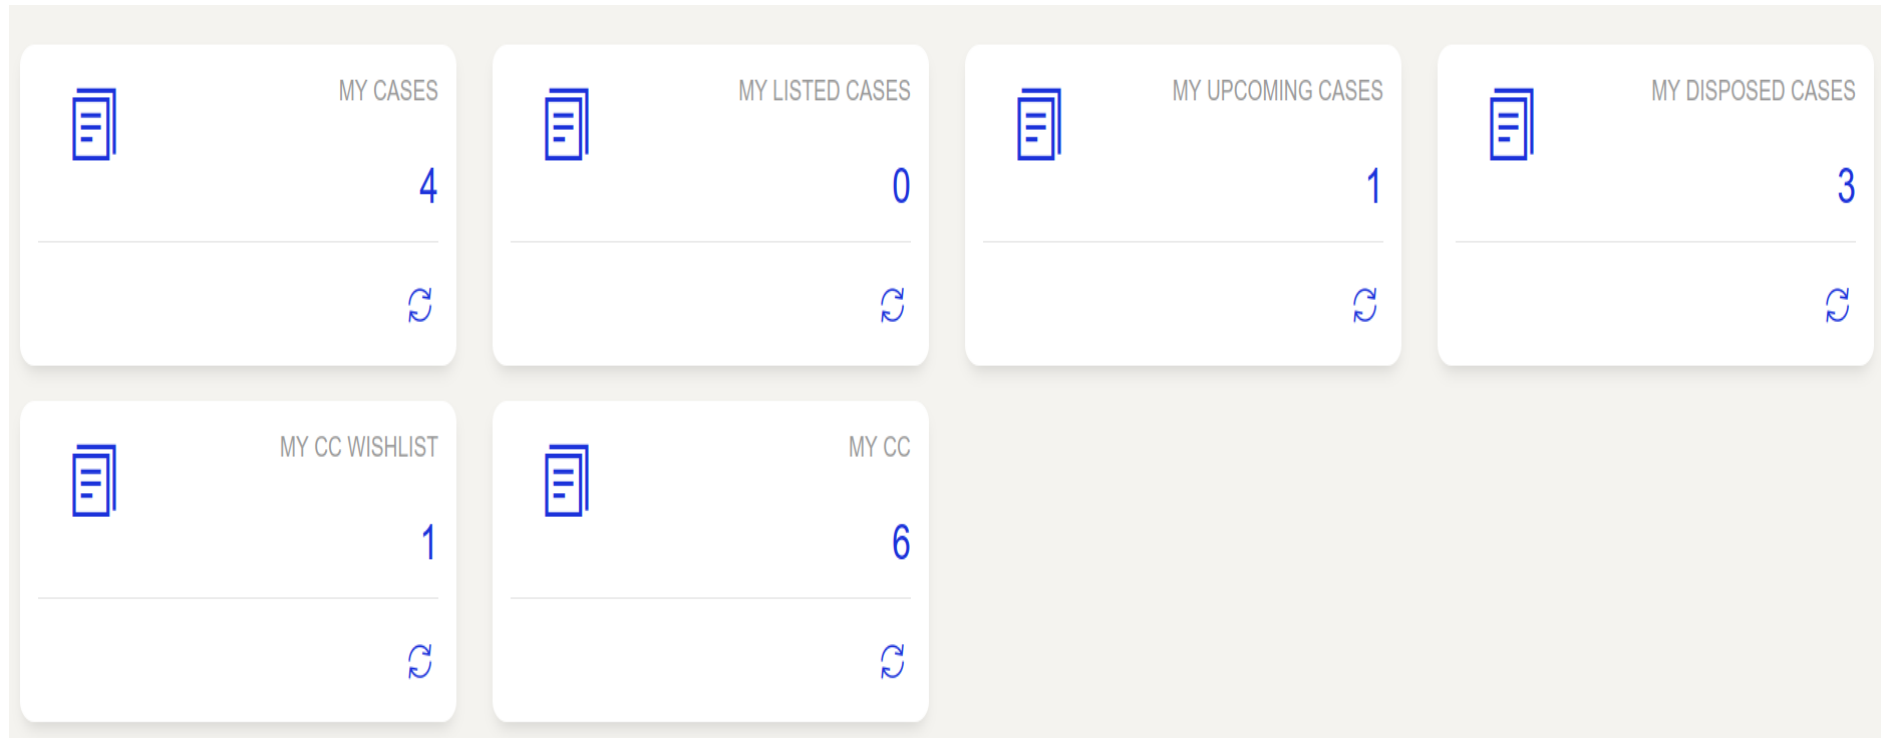 MY CASES
4
MY LISTED CASES
0
MY UPCOMING CASES
1
MY DISPOSED CASES
3
MY CC WISHLIST
1
MY CC
6